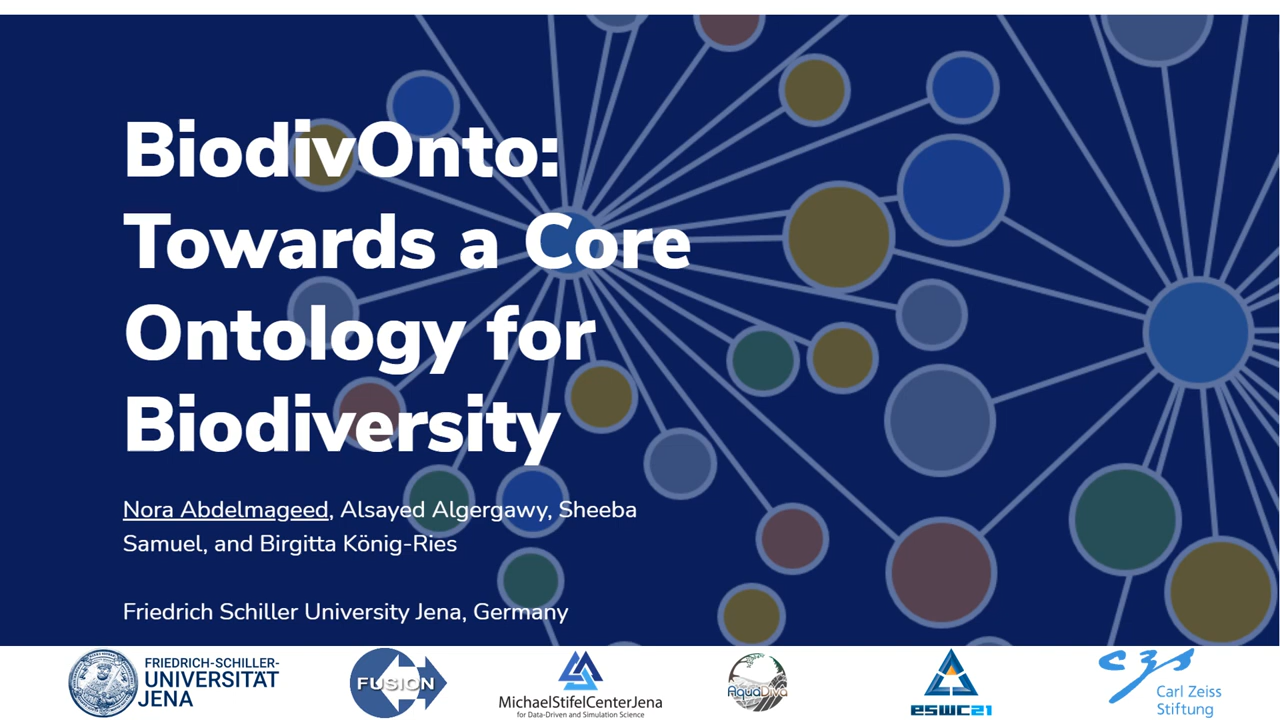 BiodivOnto:
Towards a Core
Ontology for
Biodiversity
Nora Abdelmageed, Alsayed Algergawy, Sheeba
Samuel, and Birgitta König-Ries
Friedrich Schiller University Jena, Germany
FRIEDRICH-SCHILLER-
UNIVERSITÄT
JENA
FUSION
MichaelStifelCenterJena
for Data-Driven and Simulation Science
AquaDiva
ESWC21
czs
Carl Zeiss
Stiftung